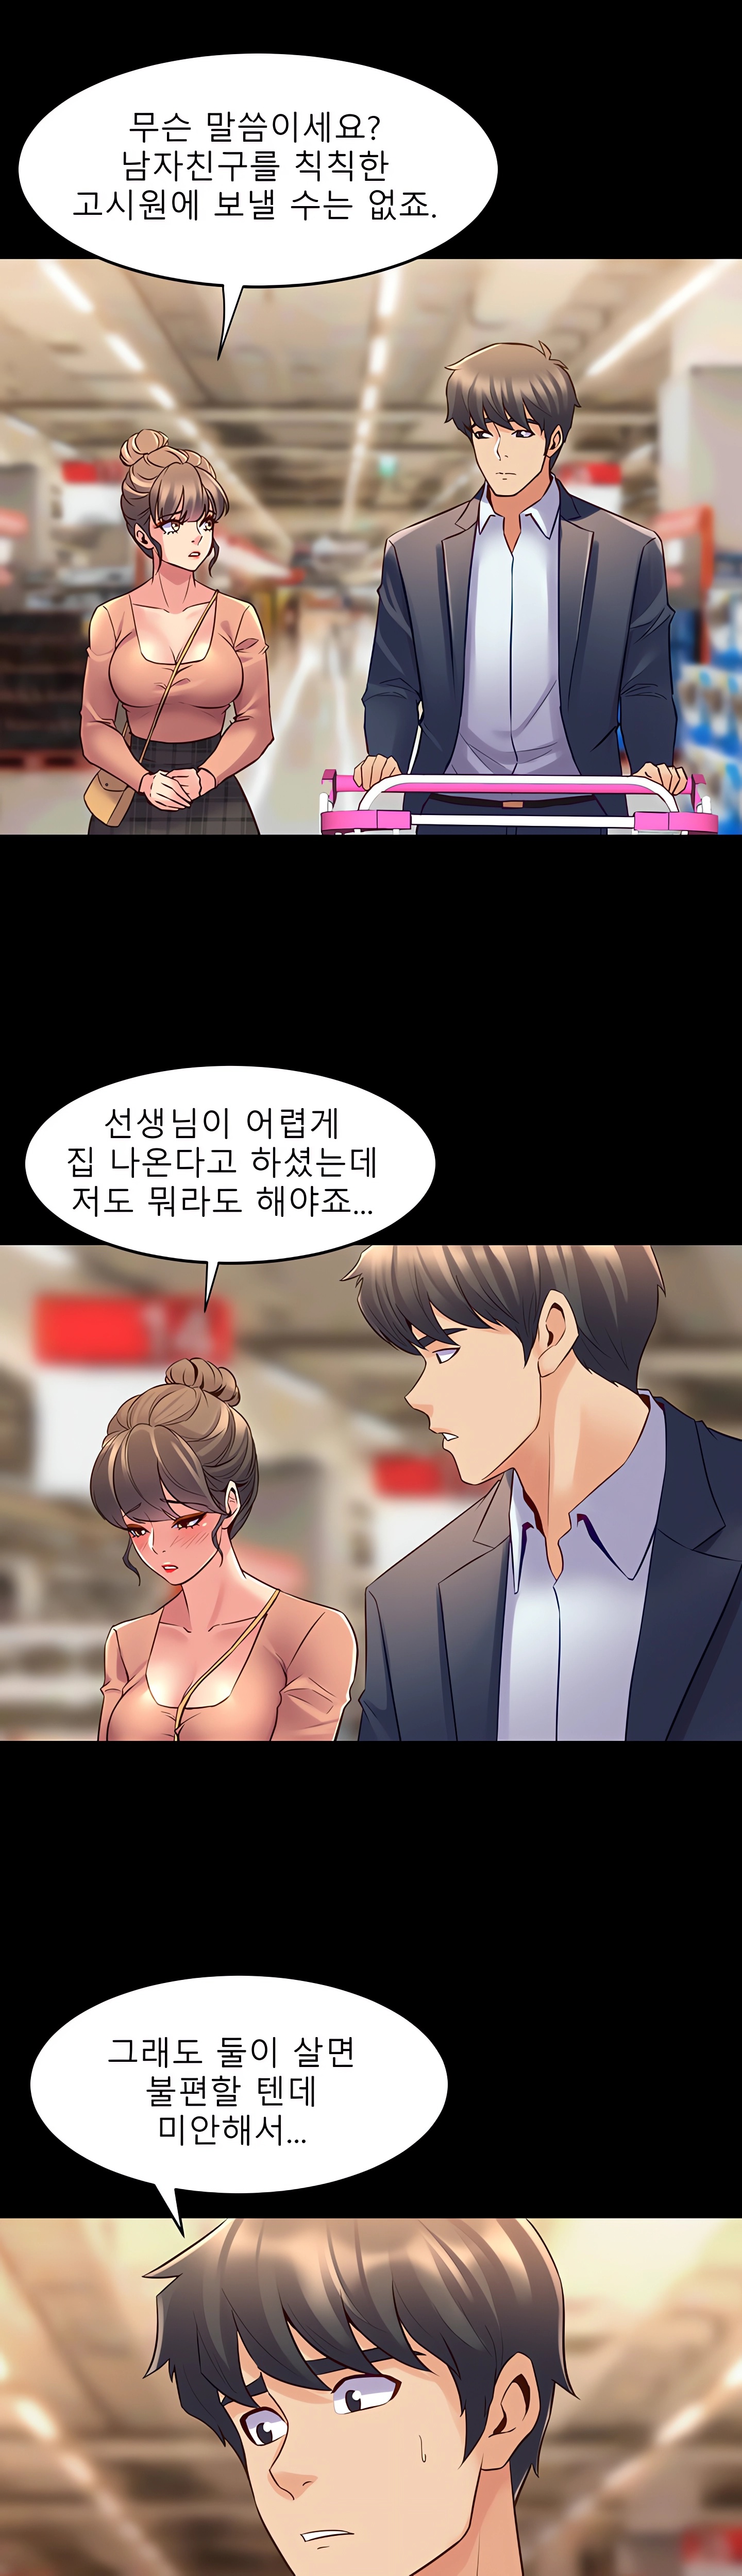 무슨 말씀이세요?
남자친구를 칙칙한
고시원에 보낼 수는 없죠.
선생님이 어렵게
집 나온다고 하셨는데
저도 뭐라도 해야죠...
14
그래도 둘이 살면
불편할 텐데
미안해서...